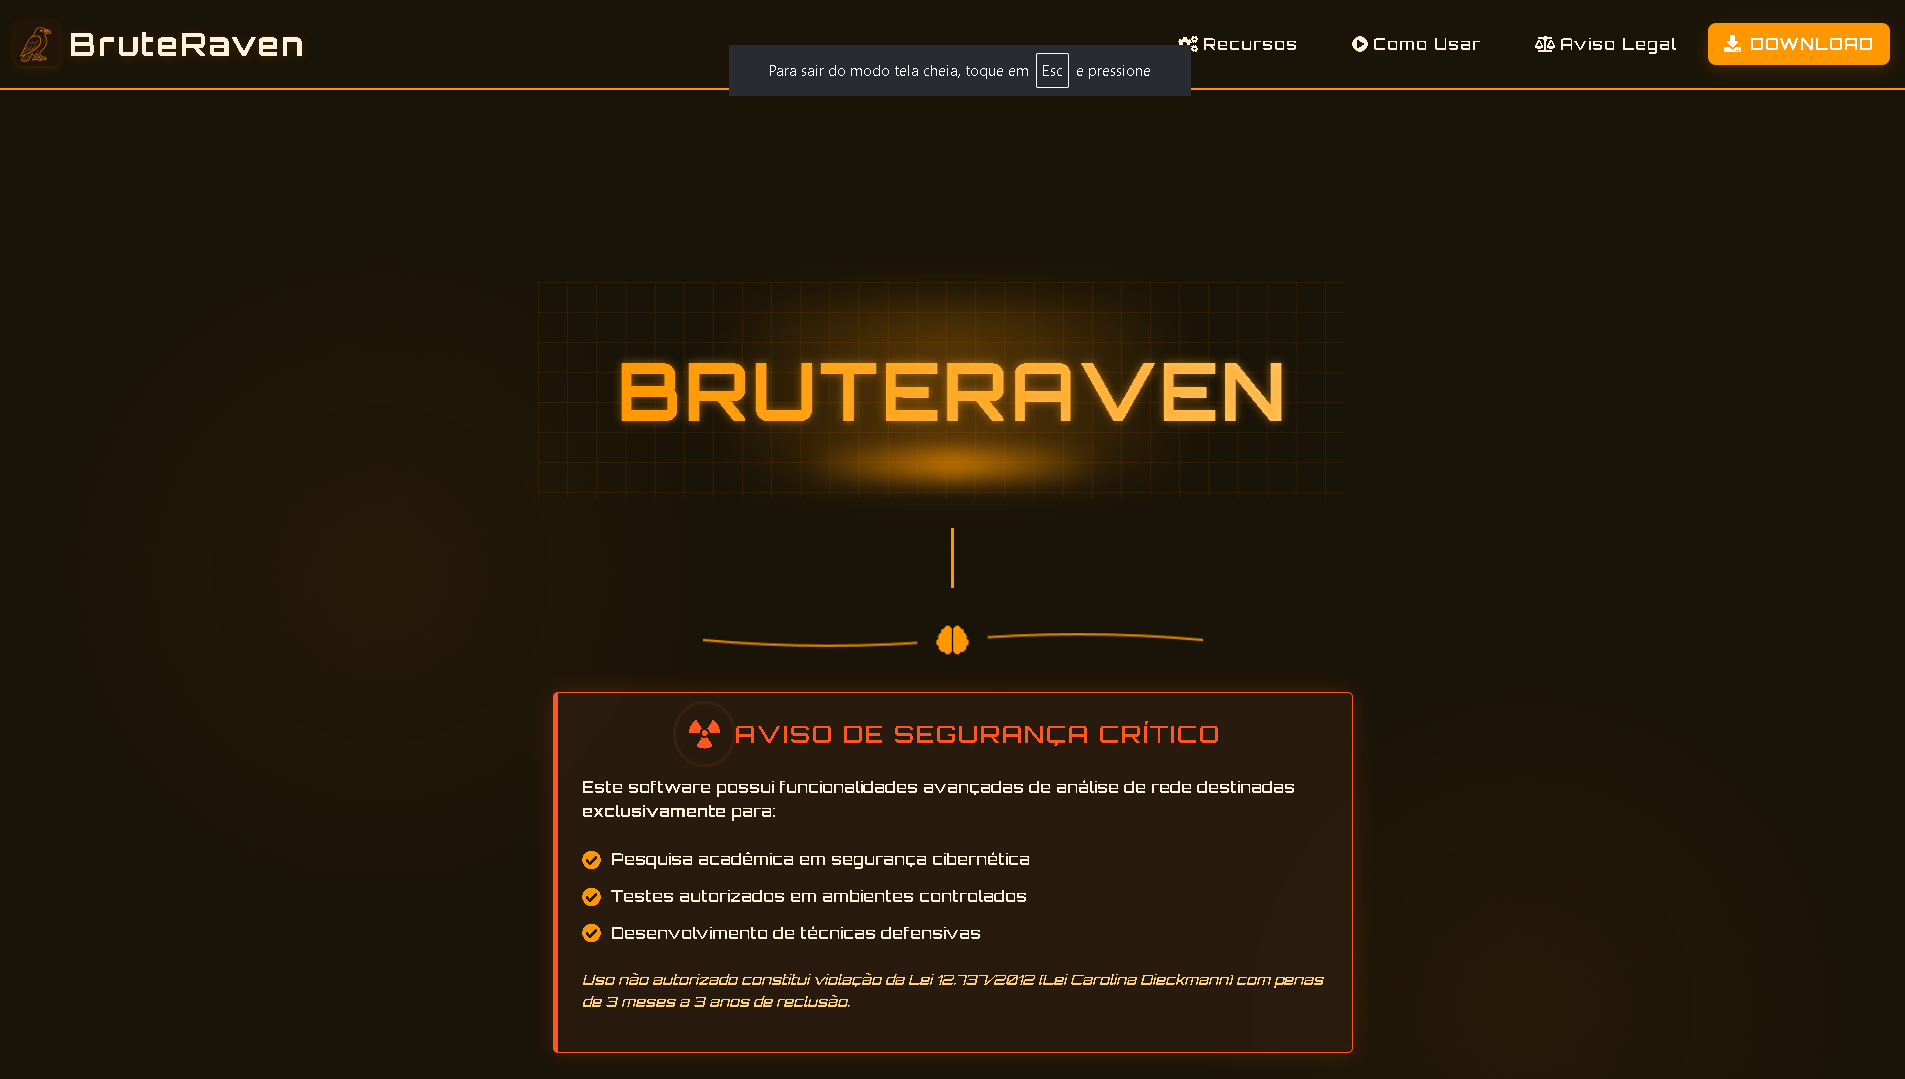 BruteRaven
Recursos
Como Usar
Aviso Legal
DOWNLOAD
Para sair do modo tela cheia, toque em Esc e pressione
BRUTERAVEN
AVISO DE SEGURANÇA CRÍTICO
Este software possui funcionalidades avançadas de análise de rede destinadas
exclusivamente para:
Pesquisa acadêmica em segurança cibernética
Testes autorizados em ambientes controlados
Desenvolvimento de técnicas defensivas
Uso não autorizado constitui violação da Lei 12.737/2012 (Lei Carolina Dieckmann) com penas
de 3 meses a 3 anos de reclusão.